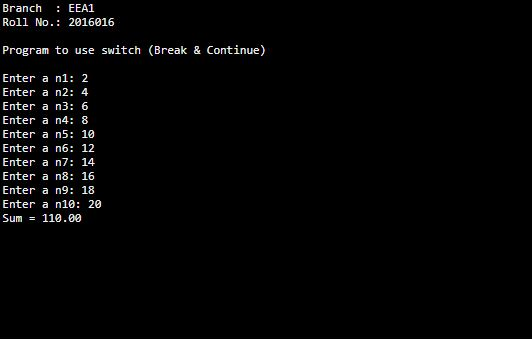 Branch  : EEA1
Roll No.: 2016016
Program to use switch (Break & Continue)
Enter a n1: 2
Enter a n2: 4
Enter a n3: 6
Enter a n4: 8
Enter a n5: 10
Enter a n6: 12
Enter a n7: 14
Enter a n8: 16
Enter a n9: 18
Enter a n10: 20
Sum = 110.00